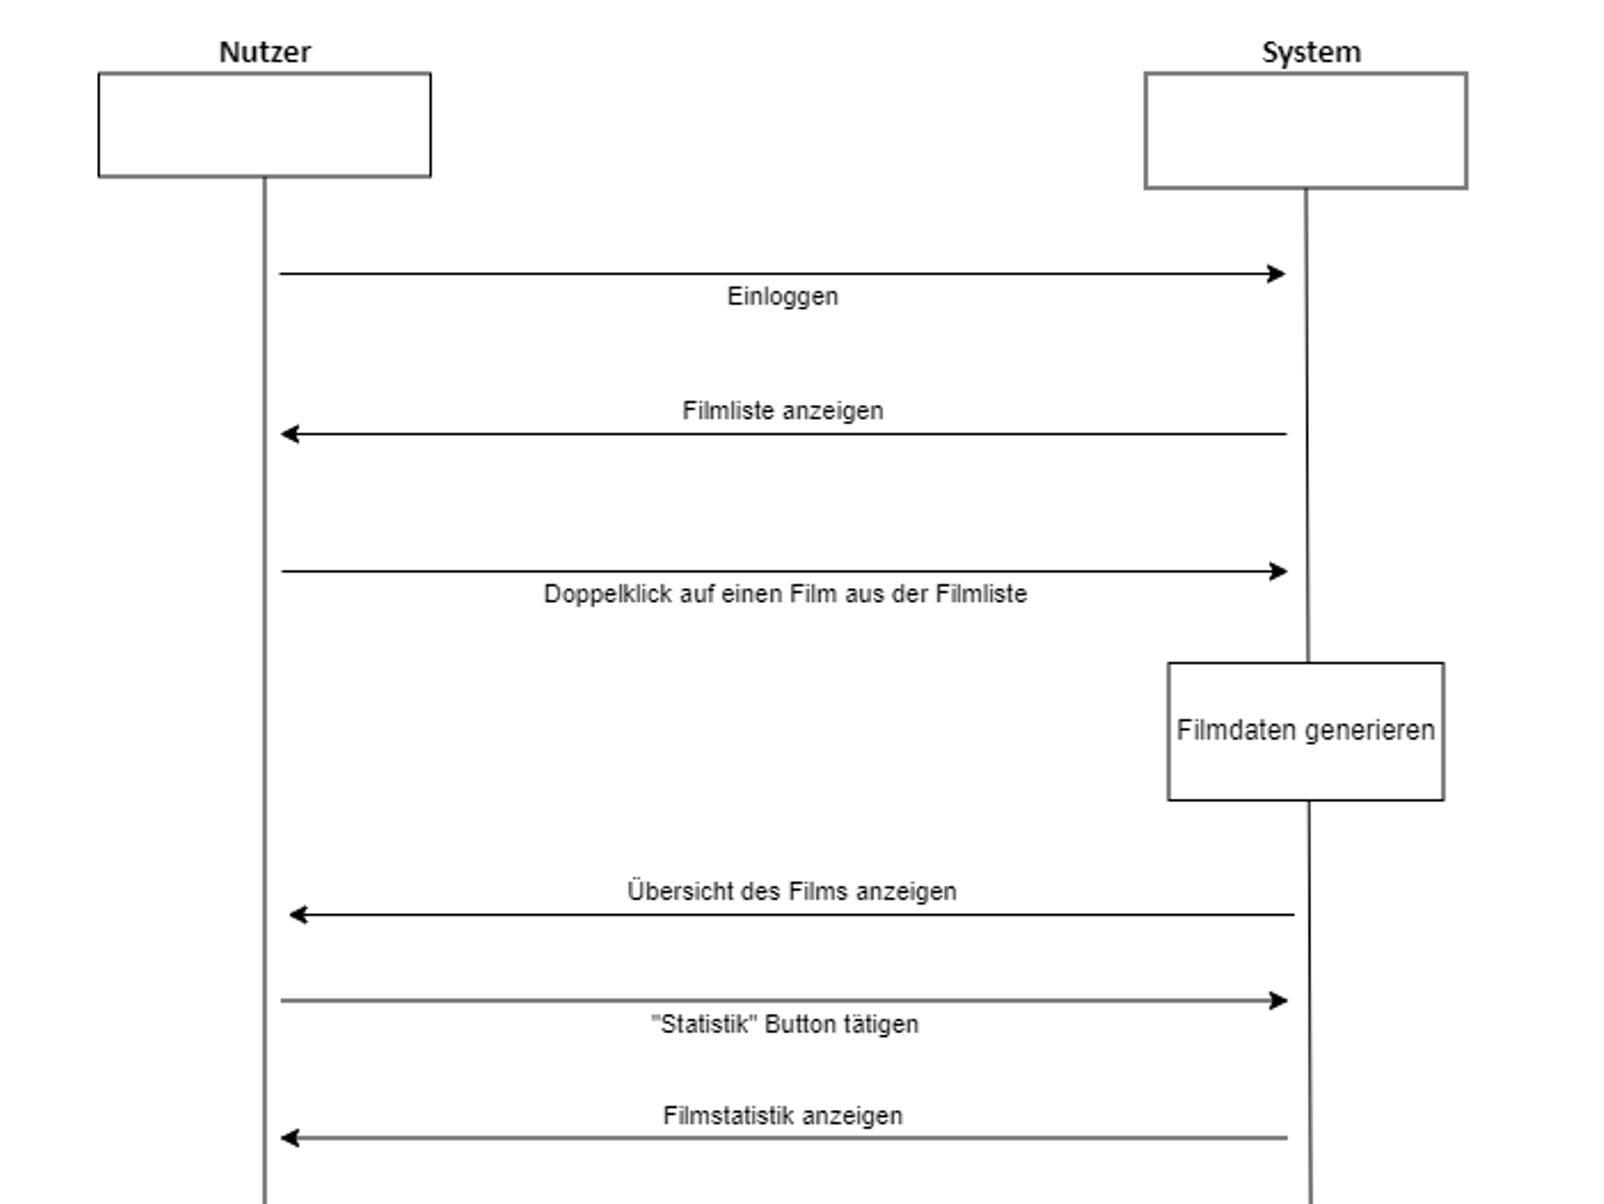 Nutzer
System
Einloggen
Filmliste anzeigen
Doppelklick auf einen Film aus der Filmliste
Filmdaten generieren
Übersicht des Films anzeigen
"Statistik" Button tätigen
Filmstatistik anzeigen